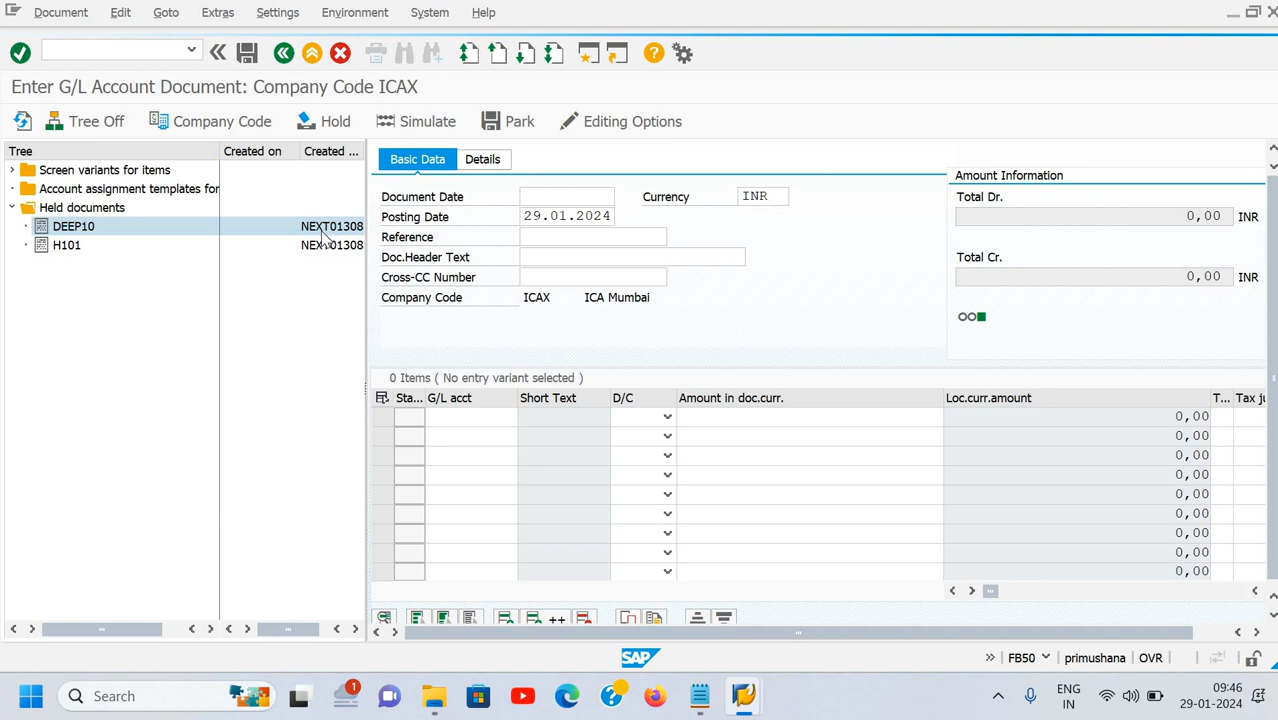 Document Edit Goto Extras Settings Environment System Help
Enter G/L Account Document: Company Code ICAX
Tree Off Company Code Hold Simulate Park Editing Options
Tree Created on Created ...
Screen variants for items
Account assignment templates for
Held documents
DEEP10 NEXT01308
H101
Basic Data Details
Document Date Currency INR
Posting Date 29.01.2024
Reference
Doc.Header Text
Cross-CC Number
Company Code ICAX ICA Mumbai
Amount Information
Total Dr.
0,00 INR
Total Cr.
0,00 INR
0 Items ( No entry variant selected )
Sta... G/L acct Short Text D/C Amount in doc.curr. Loc.curr.amount T... Tax ju
0,00
0,00
0,00
0,00
0,00
0,00
0,00
0,00
0,00
SAP
FB50 primushana OVR
Search
1
ENG
IN
09:46
29-01-2024